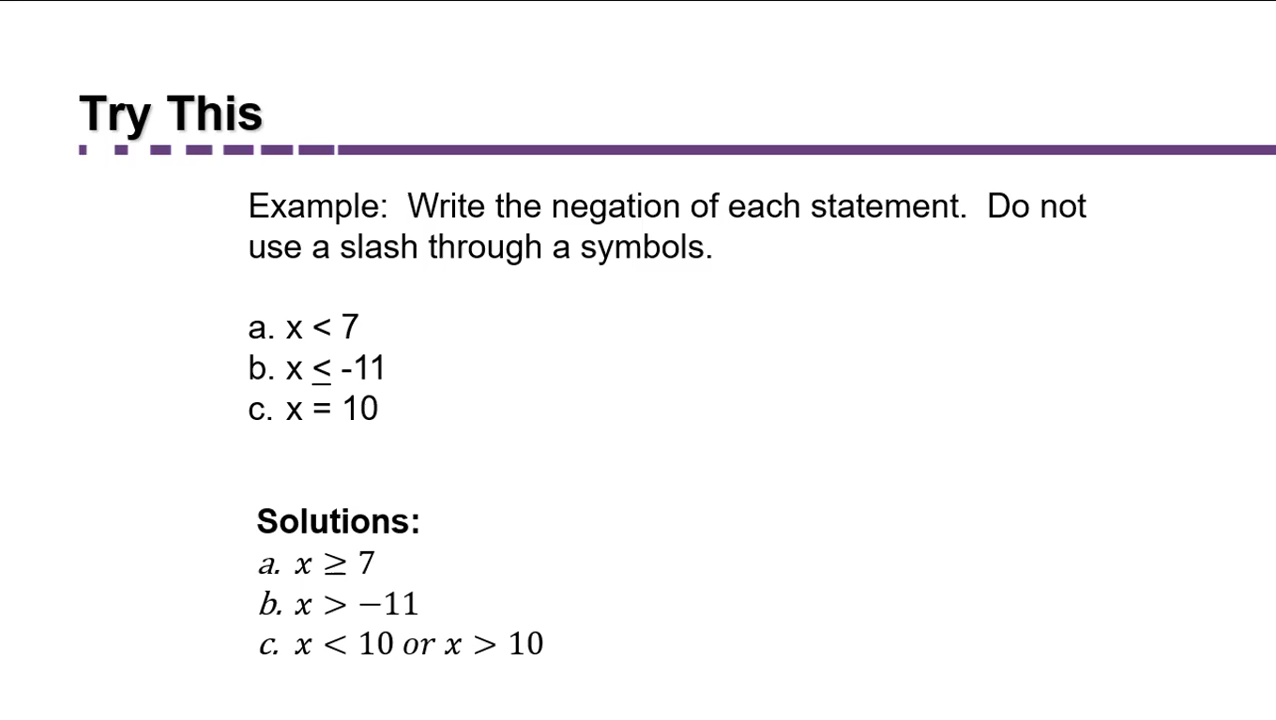 Try This
Example:  Write the negation of each statement.  Do not
use a slash through a symbols.
a. x < 7
b. x ≤ -11
c. x = 10
Solutions:
a. x ≥ 7
b. x > −11
c. x < 10 or x > 10